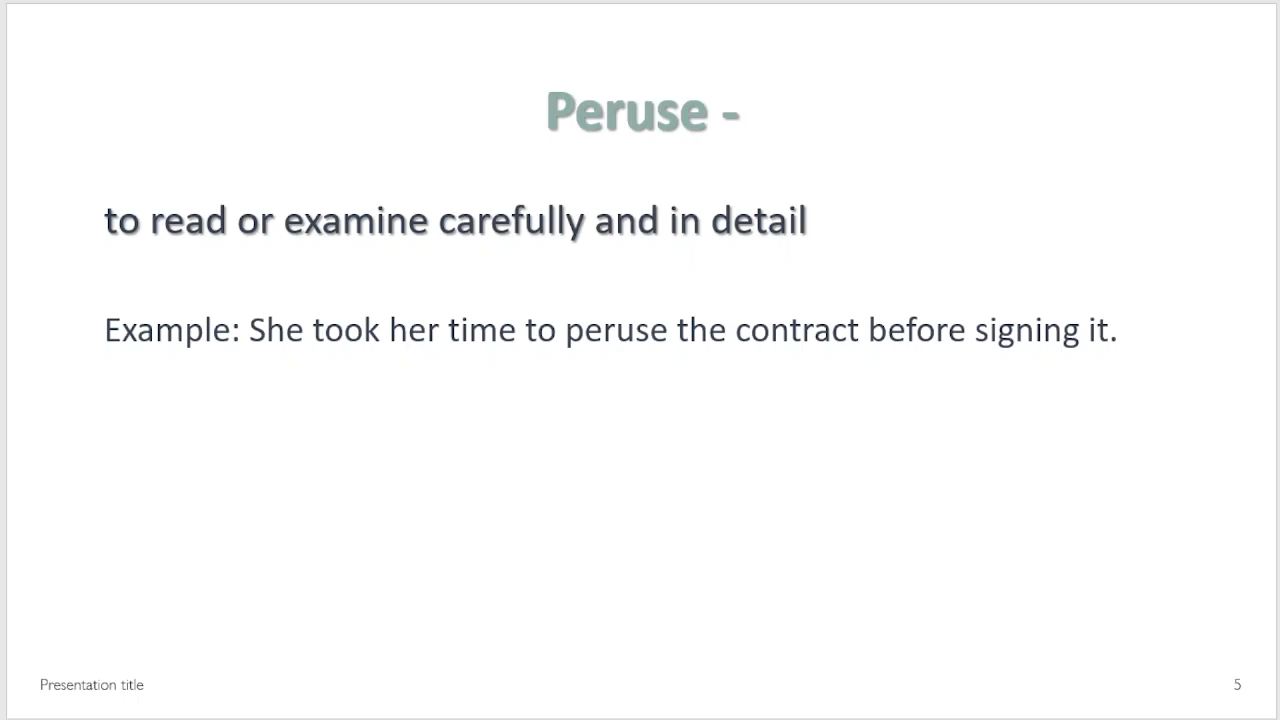 Peruse -
to read or examine carefully and in detail
Example: She took her time to peruse the contract before signing it.
Presentation title
5